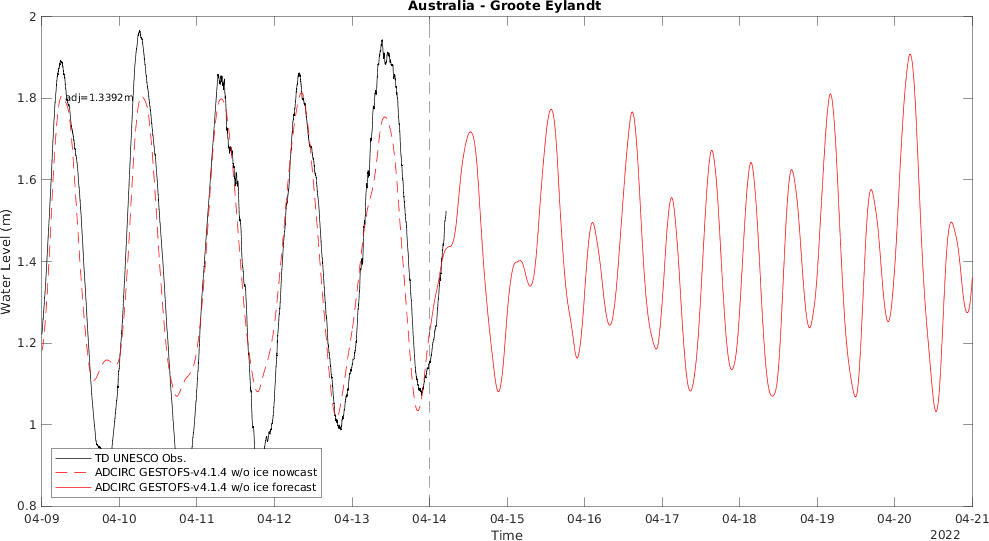 Australia - Groote Eylandt
2
1.8
1.6
1.4
1.2
1
0.8
Water Level (m)
adj=1.3392m
TD UNESCO Obs.
ADCIRC GESTOFS-v4.1.4 w/o ice nowcast
ADCIRC GESTOFS-v4.1.4 w/o ice forecast
04-09 04-10 04-11 04-12 04-13 04-14 04-15 04-16 04-17 04-18 04-19 04-20 04-21
Time
2022